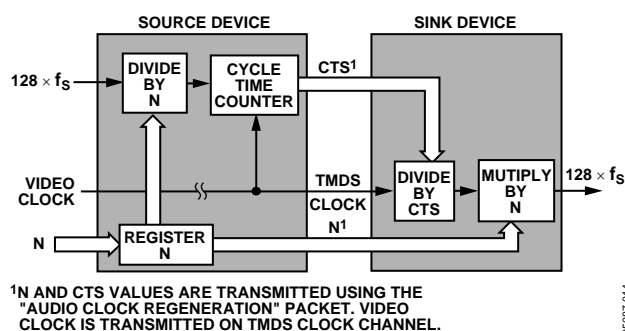 SOURCE DEVICE
SINK DEVICE
128 × fS
DIVIDE
BY
N
CYCLE
TIME
COUNTER
CTS1
VIDEO
CLOCK
TMDS
CLOCK
DIVIDE
BY
CTS
MUTIPLY
BY
N
128 × fS
N
REGISTER
N
N1
1N AND CTS VALUES ARE TRANSMITTED USING THE
"AUDIO CLOCK REGENERATION" PACKET. VIDEO
CLOCK IS TRANSMITTED ON TMDS CLOCK CHANNEL.